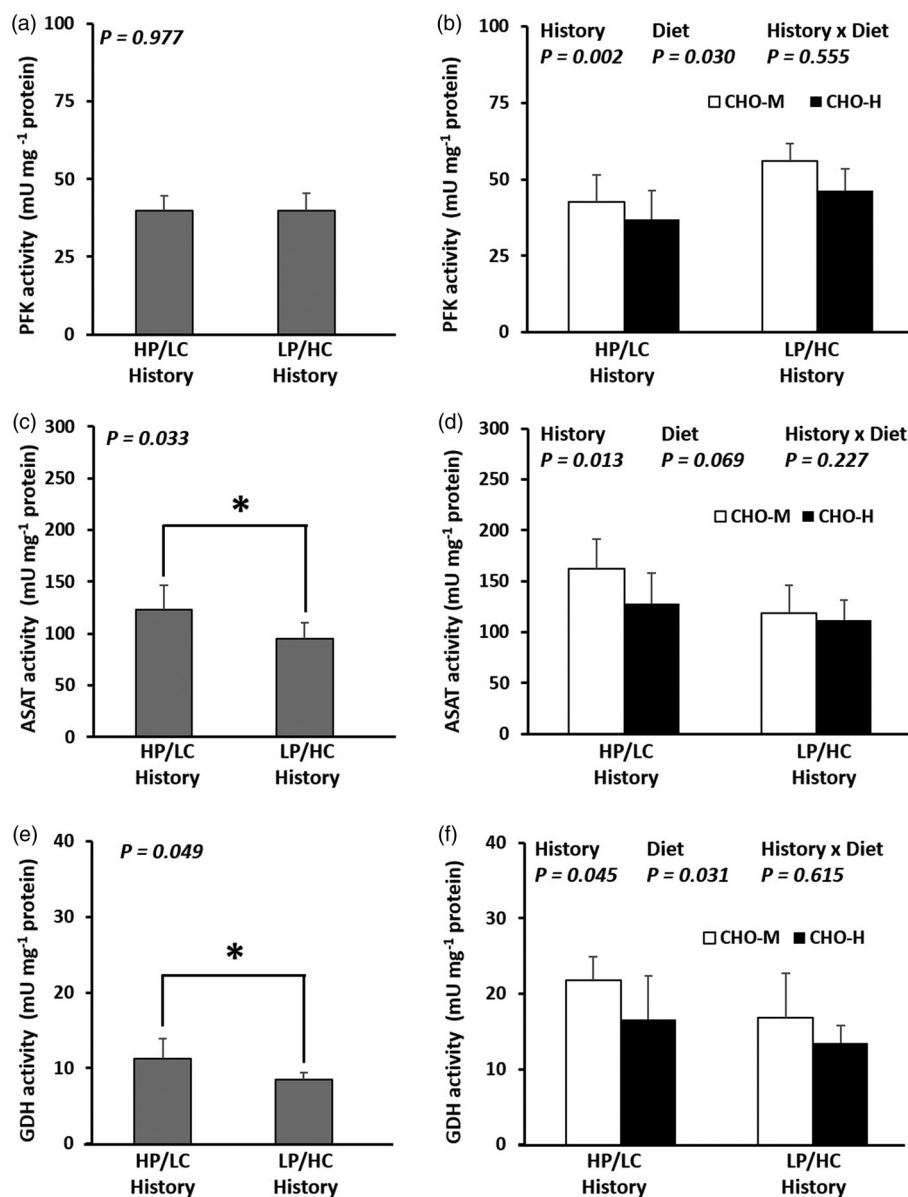 (a)
P = 0.977
PFK activity (mU mg -1 protein)
100
75
50
25
0
HP/LC
History
LP/HC
History
(b)
History Diet History x Diet
P = 0.002 P = 0.030 P = 0.555
CHO-M CHO-H
PFK activity (mU mg-1 protein)
100
75
50
25
0
HP/LC
History
LP/HC
History
(c)
P = 0.033
*
ASAT activity (mU mg-1 protein)
300
250
200
150
100
50
0
HP/LC
History
LP/HC
History
(d)
History Diet History x Diet
P = 0.013 P = 0.069 P = 0.227
CHO-M CHO-H
ASAT activity (mU mg-1 protein)
300
250
200
150
100
50
0
HP/LC
History
LP/HC
History
(e)
P = 0.049
*
GDH activity (mU mg-1 protein)
40
30
20
10
0
HP/LC
History
LP/HC
History
(f)
History Diet History x Diet
P = 0.045 P = 0.031 P = 0.615
CHO-M CHO-H
GDH activity (mU mg-1 protein)
40
30
20
10
0
HP/LC
History
LP/HC
History